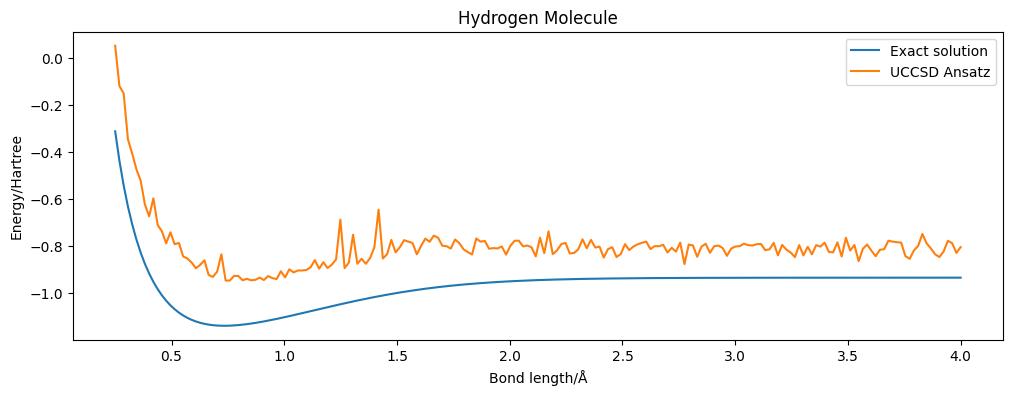 Hydrogen Molecule
Exact solution
UCCSD Ansatz
Energy/Hartree
0.0
−0.2
−0.4
−0.6
−0.8
−1.0
0.5 1.0 1.5 2.0 2.5 3.0 3.5 4.0
Bond length/Å